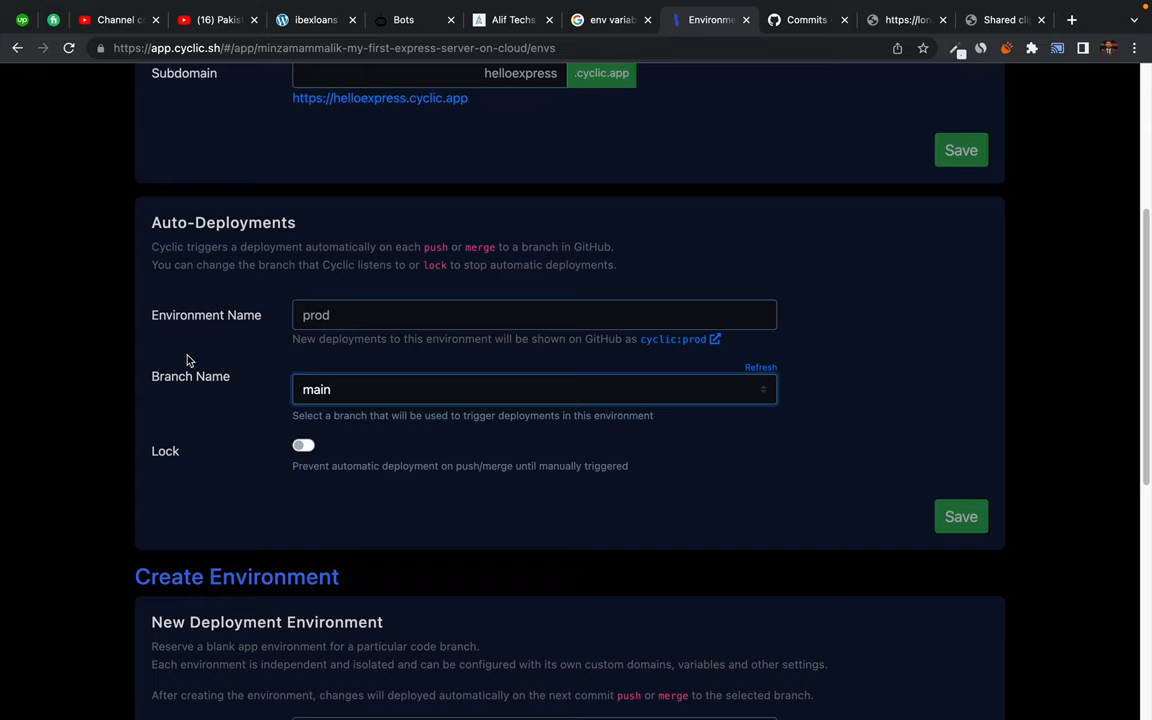 Channel co
(16) Pakis
ibexloans
Bots
Alif Techs
env variab
Environme
Commits
https://lon
Shared cli
https://app.cyclic.sh/#/app/minzamammalik-my-first-express-server-on-cloud/envs
Subdomain
helloexpress
.cyclic.app
https://helloexpress.cyclic.app
Save
Auto-Deployments
Cyclic triggers a deployment automatically on each push or merge to a branch in GitHub.
You can change the branch that Cyclic listens to or lock to stop automatic deployments.
Environment Name
prod
New deployments to this environment will be shown on GitHub as cyclic:prod
Refresh
Branch Name
main
Select a branch that will be used to trigger deployments in this environment
Lock
Prevent automatic deployment on push/merge until manually triggered
Save
Create Environment
New Deployment Environment
Reserve a blank app environment for a particular code branch.
Each environment is independent and isolated and can be configured with its own custom domains, variables and other settings.
After creating the environment, changes will deployed automatically on the next commit push or merge to the selected branch.